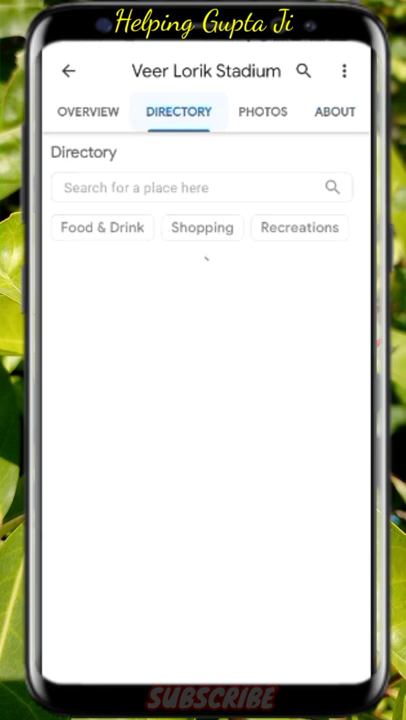 Helping Gupta Ji
Veer Lorik Stadium
OVERVIEW DIRECTORY PHOTOS ABOUT
Directory
Search for a place here
Food & Drink Shopping Recreations
SUBSCRIBE